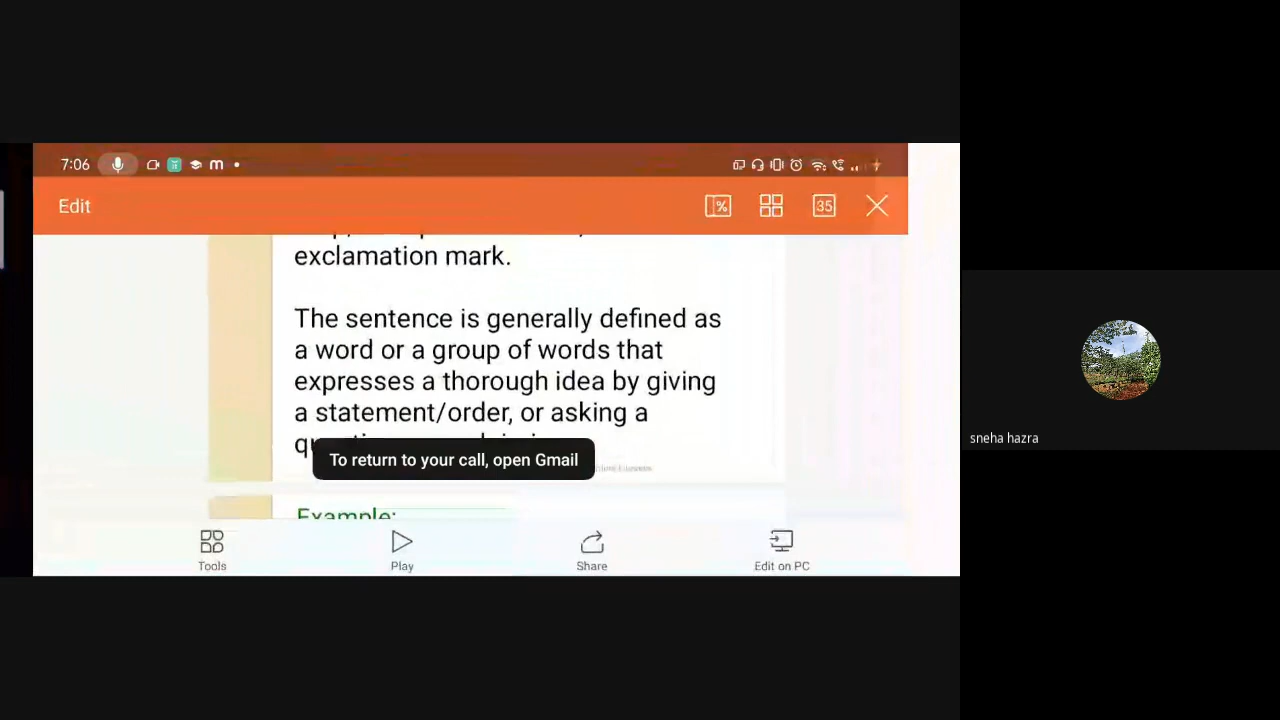 7:06
Edit
35
exclamation mark.
The sentence is generally defined as
a word or a group of words that
expresses a thorough idea by giving
a statement/order, or asking a
To return to your call, open Gmail
Example:
Tools
Play
Share
Edit on PC
sneha hazra